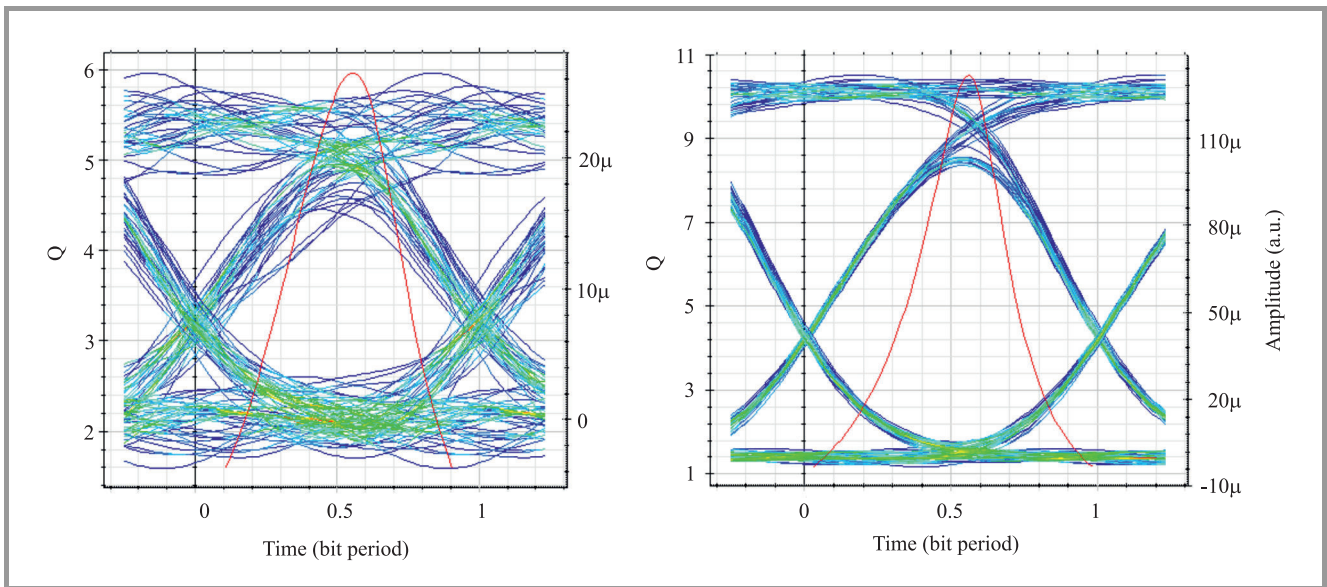 6
5
4
3
2
Q
20μ
10μ
0
0
0.5
1
Time (bit period)
11
9
7
5
3
1
Q
110μ
80μ
50μ
20μ
-10μ
Amplitude (a.u.)
0
0.5
1
Time (bit period)